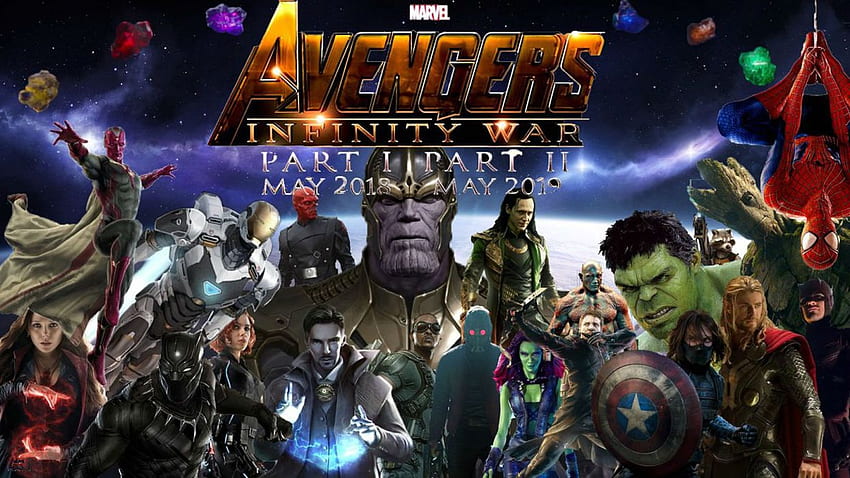 MARVEL
AVENGERS
INFINITY WAR
PART I PART II
MAY 2018 MAY 2019